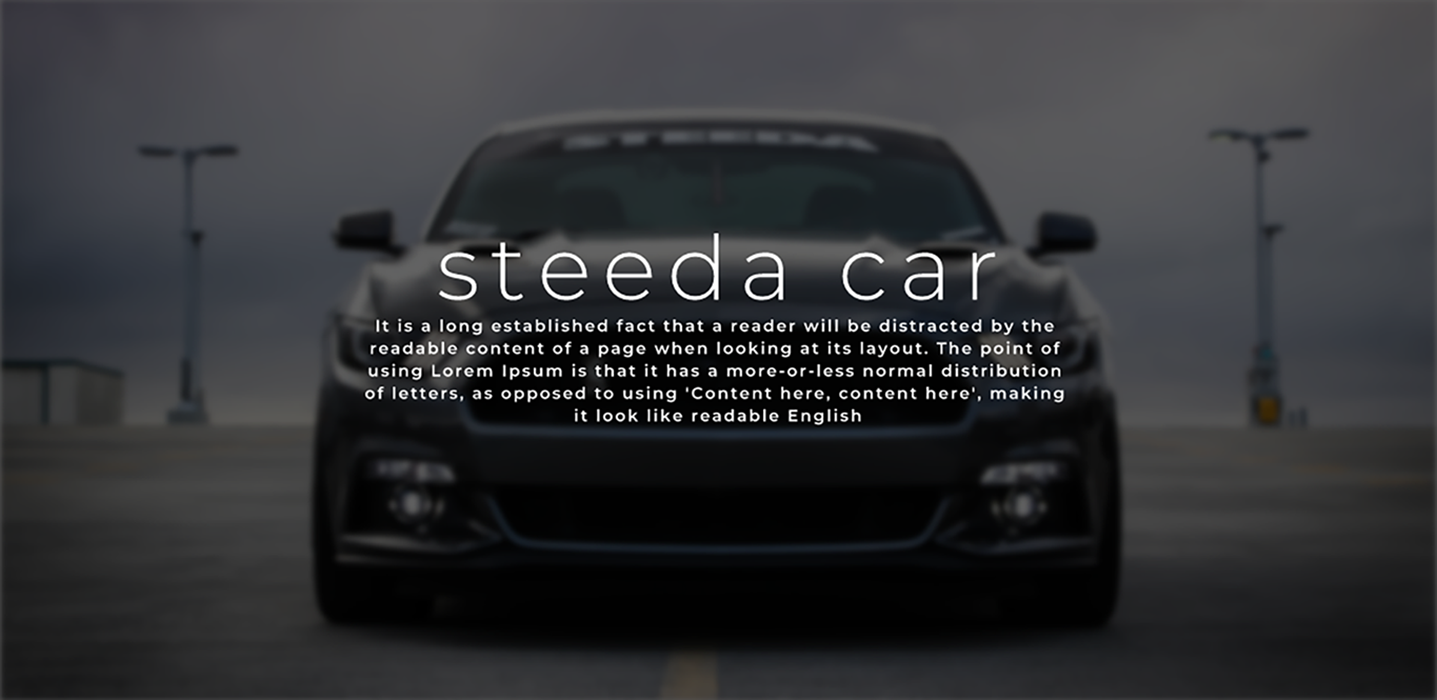 STEEDA
steeda car
It is a long established fact that a reader will be distracted by the
readable content of a page when looking at its layout. The point of
using Lorem Ipsum is that it has a more-or-less normal distribution
of letters, as opposed to using 'Content here, content here', making
it look like readable English